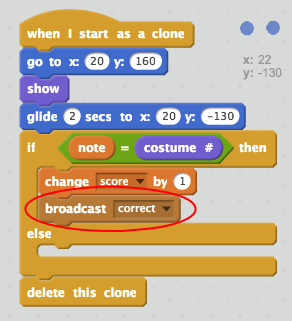 when I start as a clone
go to x: 20 y: 160
show
glide 2 secs to x: 20 y: -130
if note = costume # then
change score by 1
broadcast correct
else
delete this clone
x: 22
y: -130